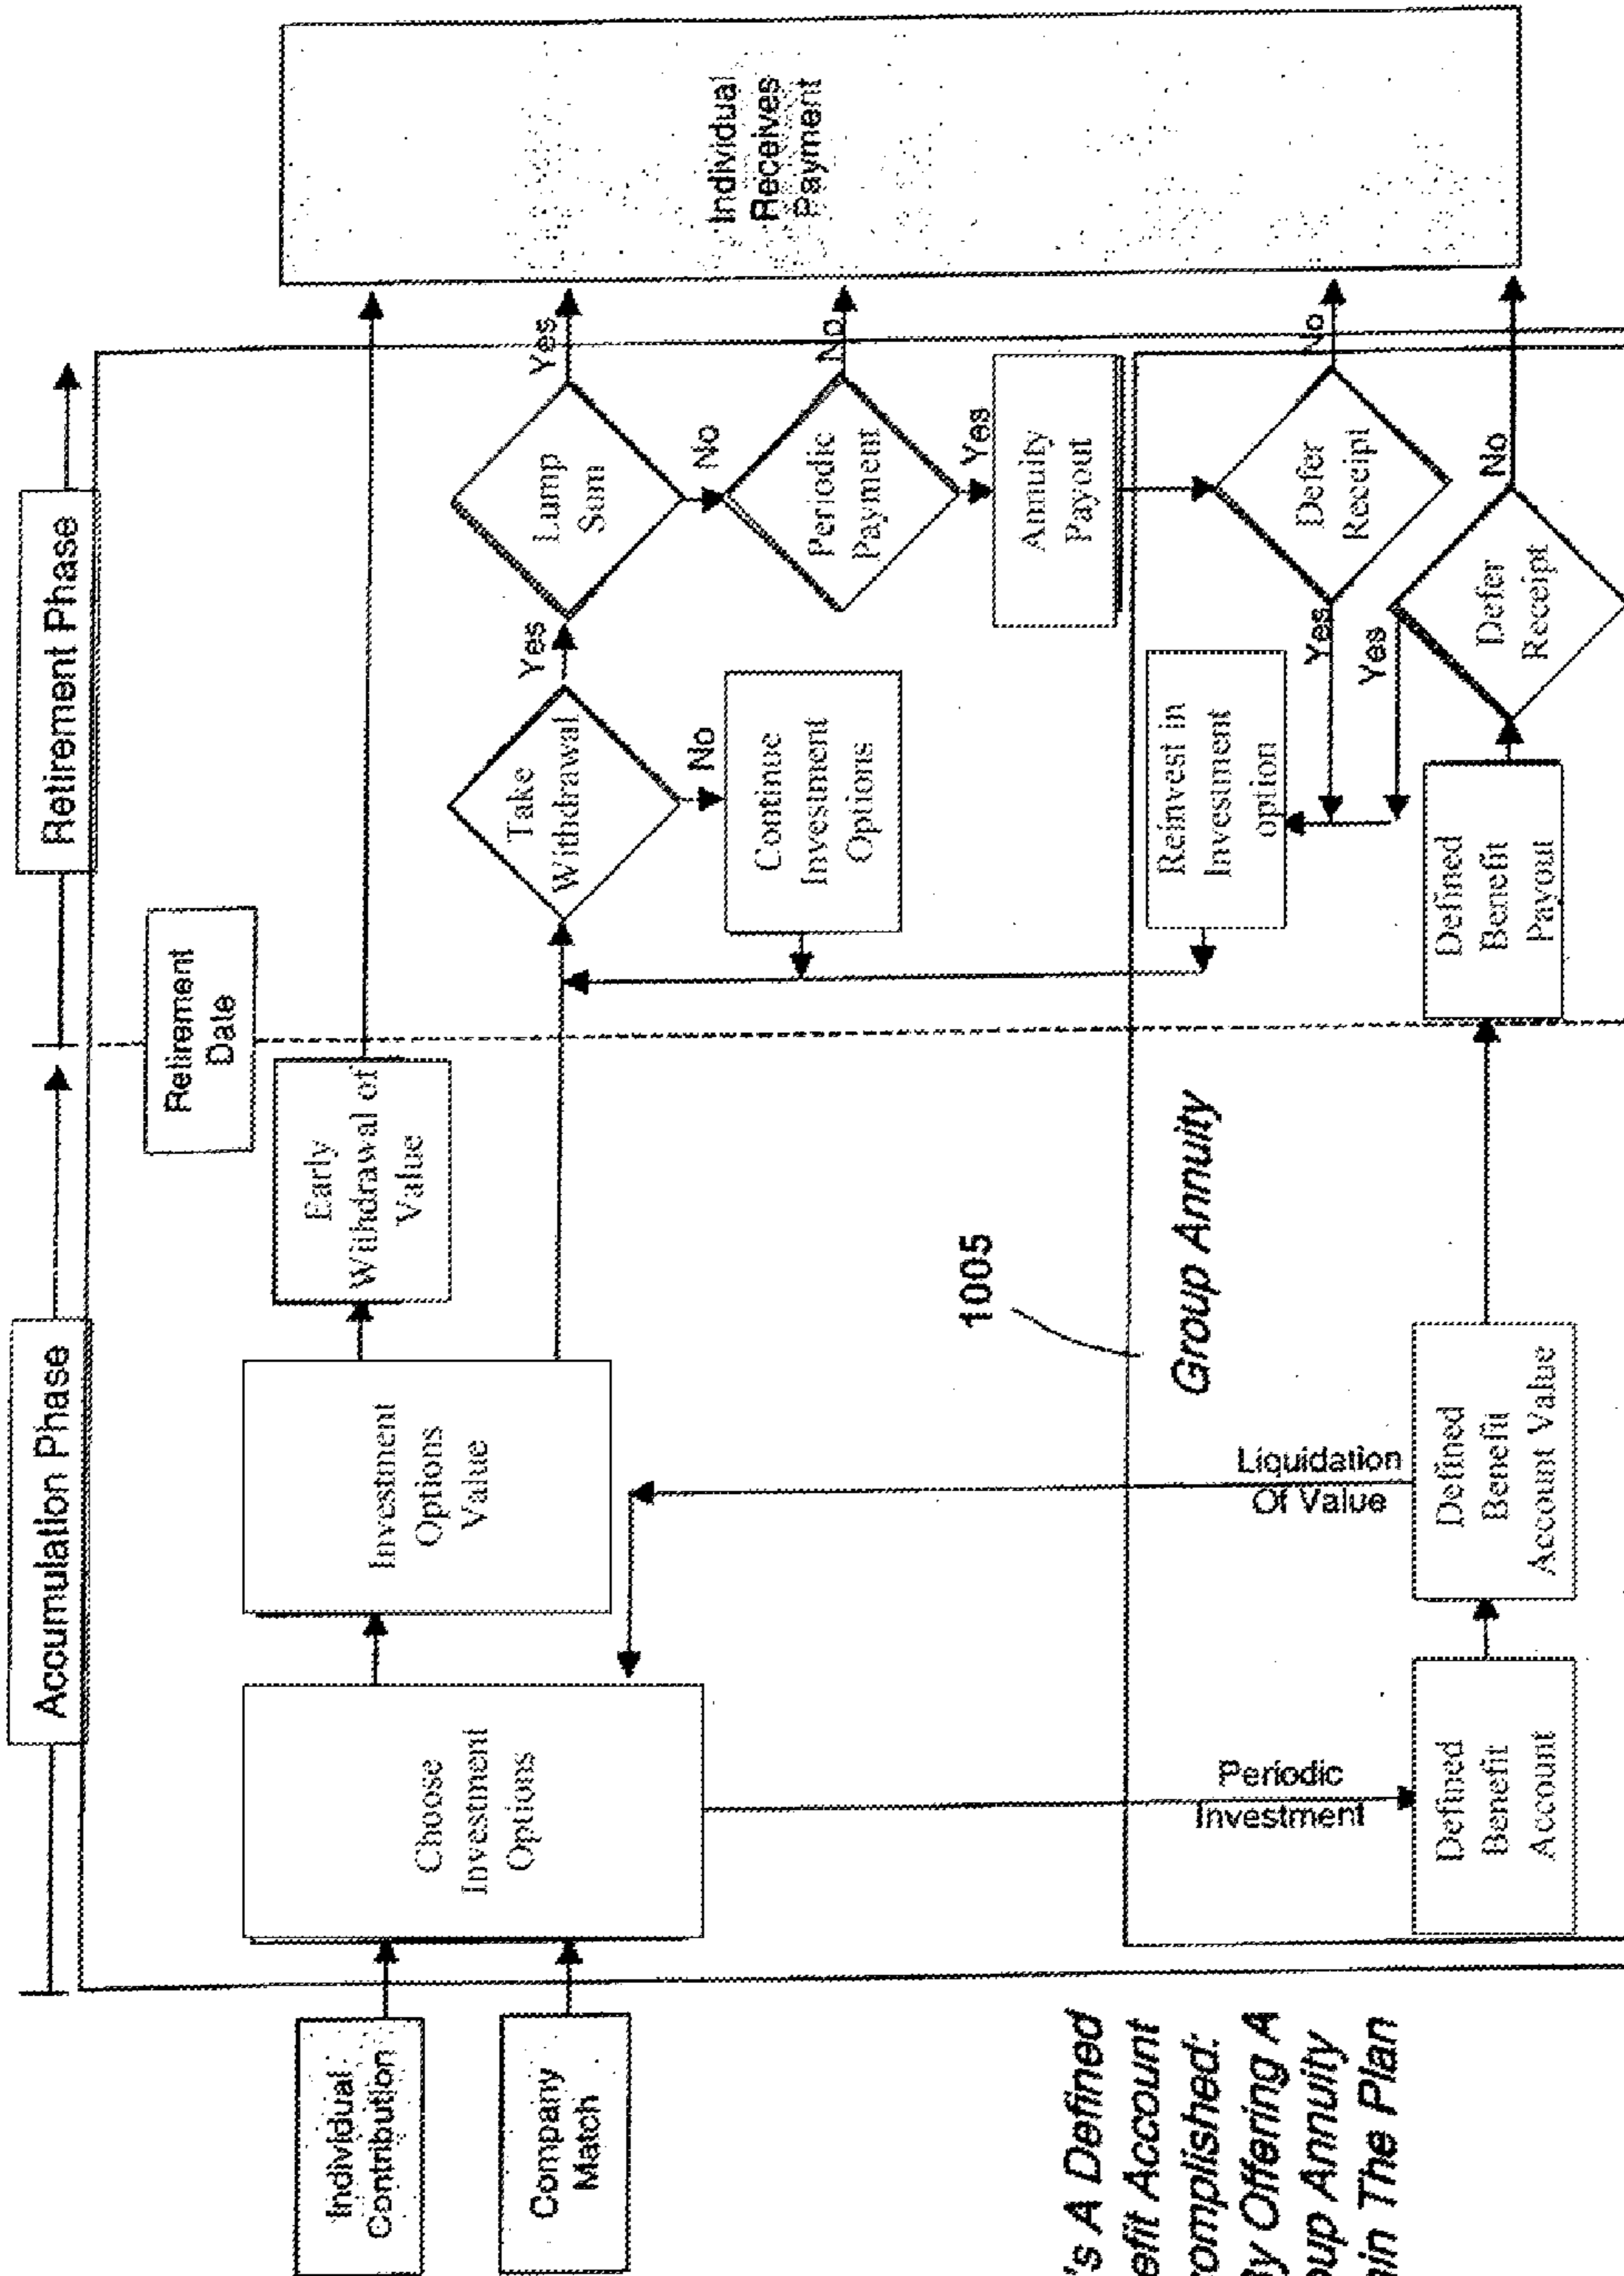 Accumulation Phase
Retirement Phase
Retirement
Date
Individual
Contribution
Company
Match
Choose
Investment
Options
Investment
Options
Value
Early
Withdrawal of
Value
Take
Withdrawal
Yes
No
Continue
Investment
Options
Lump
Sum
Yes
No
Periodic
Payment
No
Yes
Annuity
Payout
Individual
Receives
Payment
1005
Group Annuity
Periodic
Investment
Liquidation
Of Value
Reinvest in
Investment
option
Defer
Receipt
No
Yes
Yes
Defer
Receipt
No
Defined
Benefit
Account
Defined
Benefit
Account Value
Defined
Benefit
Payout
's A Defined
efit Account
complished:
y Offering A
oup Annuity
hin The Plan